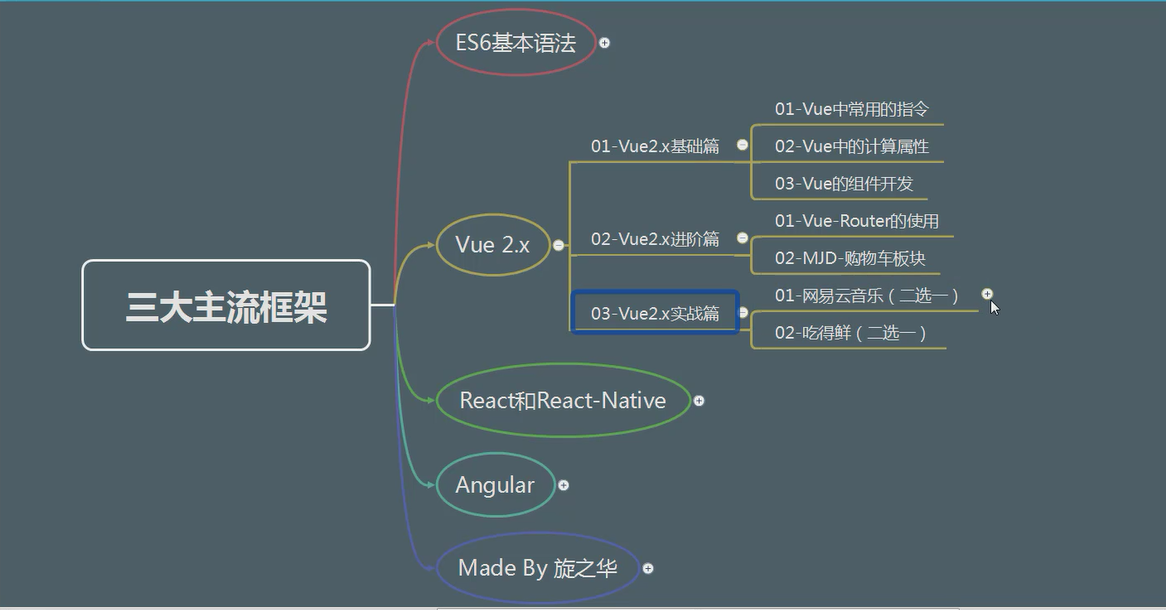 三大主流框架
ES6基本语法
Vue 2.x
01-Vue2.x基础篇
01-Vue中常用的指令
02-Vue中的计算属性
03-Vue的组件开发
02-Vue2.x进阶篇
01-Vue-Router的使用
02-MJD-购物车板块
03-Vue2.x实战篇
01-网易云音乐（二选一）
02-吃得鲜（二选一）
React和React-Native
Angular
Made By 旋之华